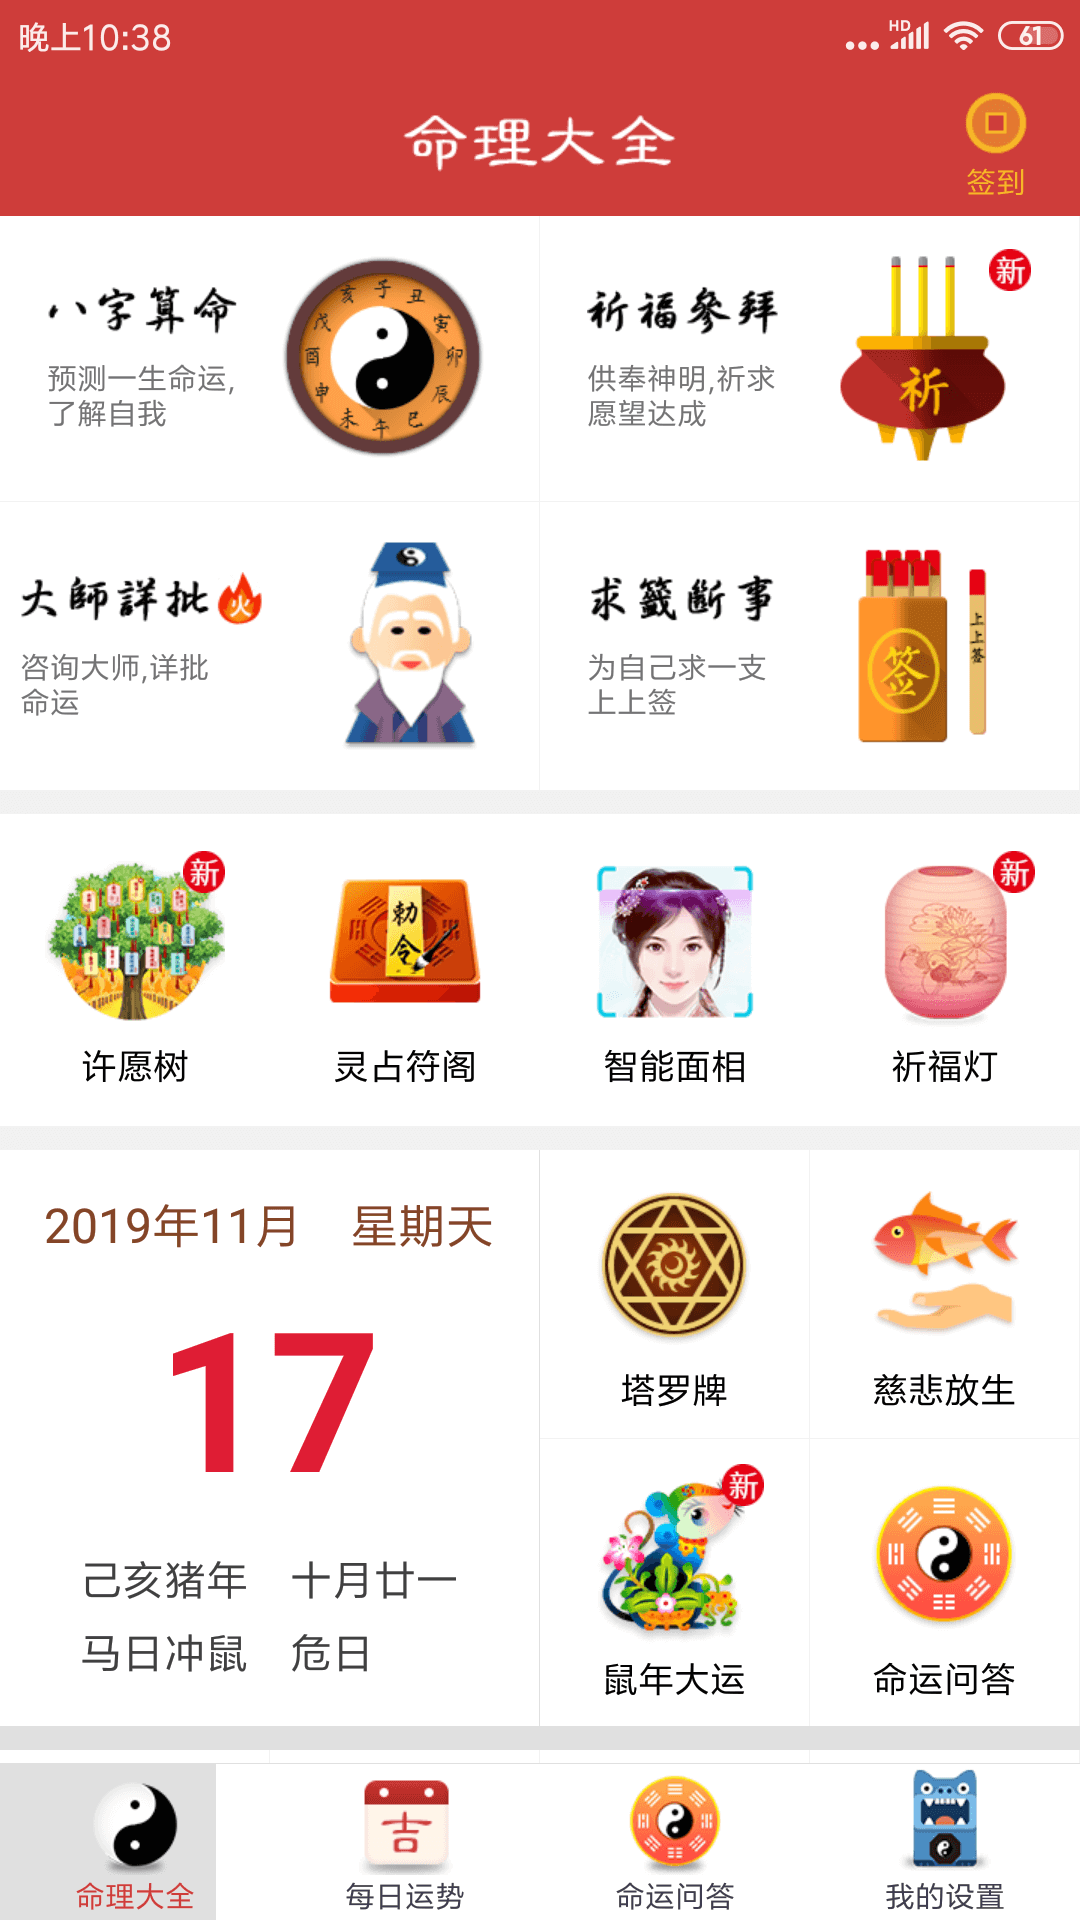 晚上10:38
HD
61
命理大全
签到
八字算命
预测一生命运,
了解自我
子
丑
寅
卯
辰
巳
午
未
申
酉
戌
亥
祈福參拜
供奉神明,祈求
愿望达成
新
祈
大師詳批
火
咨询大师,详批
命运
求籤斷事
为自己求一支
上上签
签
上上签
新
许愿树
勅令
灵占符阁
智能面相
新
祈福灯
2019年11月 星期天
17
己亥猪年 十月廿一
马日冲鼠 危日
塔罗牌
慈悲放生
新
鼠年大运
命运问答
命理大全
吉
每日运势
命运问答
我的设置